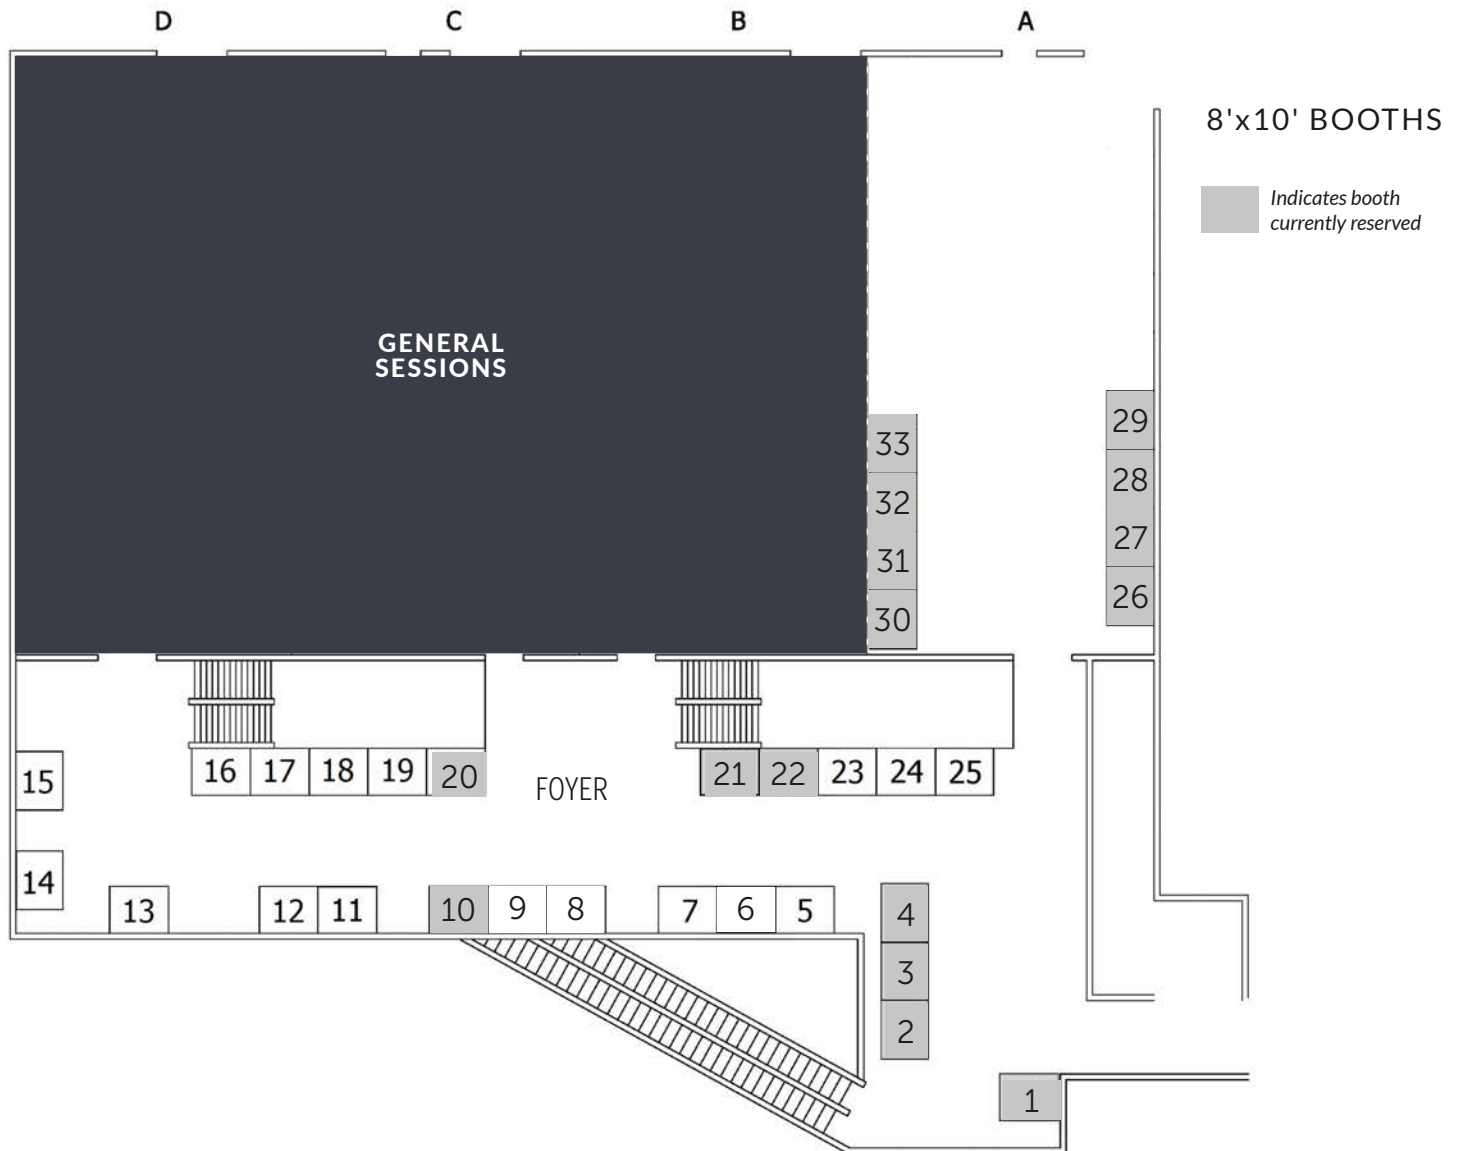 D C B A
8'x10' BOOTHS
Indicates booth
currently reserved
GENERAL
SESSIONS
33
32
31
30
29
28
27
26
16 17 18 19 20
FOYER
21 22 23 24 25
15
14
13
12 11
10 9 8
7 6 5
4
3
2
1